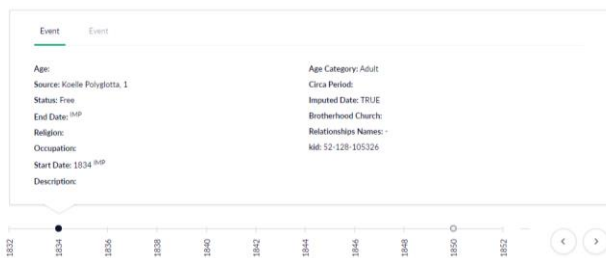 Event Event
Age:
Source: Koelle Polyglotta, 1
Status: Free
End Date: IMP
Religion:
Occupation:
Start Date: 1834 IMP
Description:
Age Category: Adult
Circa Period:
Imputed Date: TRUE
Brotherhood Church:
Relationships Names: -
kid: 52-128-105326
1832 1834 1836 1838 1840 1842 1844 1846 1848 1850 1852